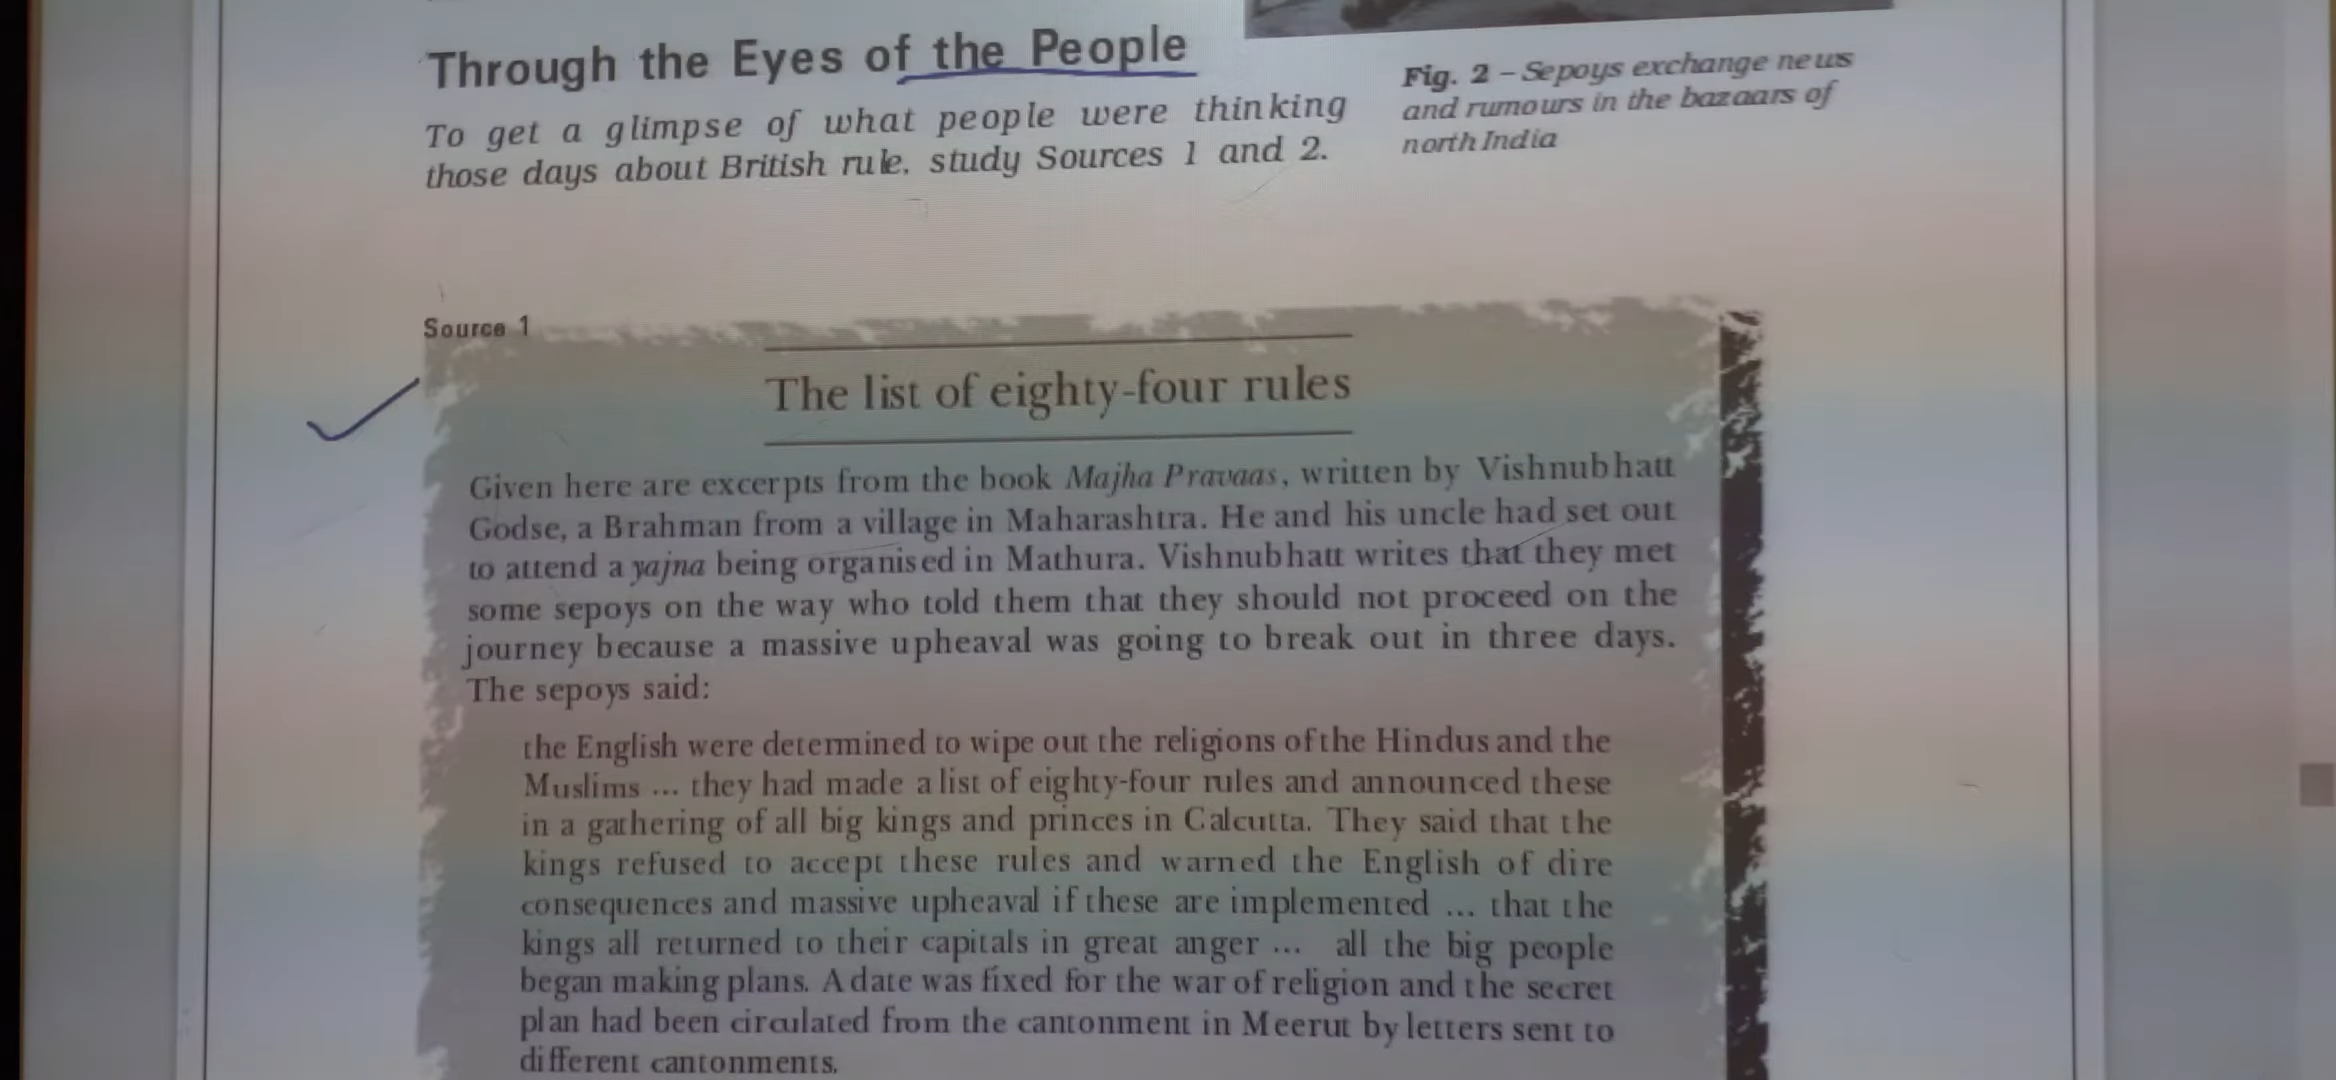 Through the Eyes of the People
To get a glimpse of what people were thinking
those days about British rule, study Sources 1 and 2.
Fig. 2 – Sepoys exchange news
and rumours in the bazaars of
north India
Source 1
The list of eighty-four rules
Given here are excerpts from the book Majha Pravaas, written by Vishnubhatt
Godse, a Brahman from a village in Maharashtra. He and his uncle had set out
to attend a yajna being organised in Mathura. Vishnubhatt writes that they met
some sepoys on the way who told them that they should not proceed on the
journey because a massive upheaval was going to break out in three days.
The sepoys said:
the English were determined to wipe out the religions of the Hindus and the
Muslims ... they had made a list of eighty-four rules and announced these
in a gathering of all big kings and princes in Calcutta. They said that the
kings refused to accept these rules and warned the English of dire
consequences and massive upheaval if these are implemented ... that the
kings all returned to their capitals in great anger ... all the big people
began making plans. A date was fixed for the war of religion and the secret
plan had been circulated from the cantonment in Meerut by letters sent to
different cantonments.